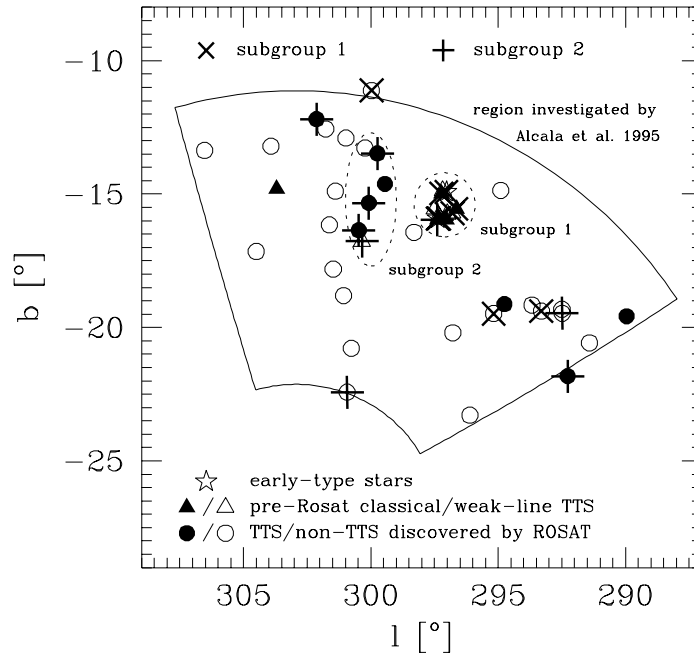 subgroup 1
subgroup 2
−10
region investigated by
Alcala et al. 1995
−15
subgroup 1
subgroup 2
b [°]
−20
−25
early-type stars
/ pre-Rosat classical/weak-line TTS
/ TTS/non-TTS discovered by ROSAT
305 300 295 290
l [°]